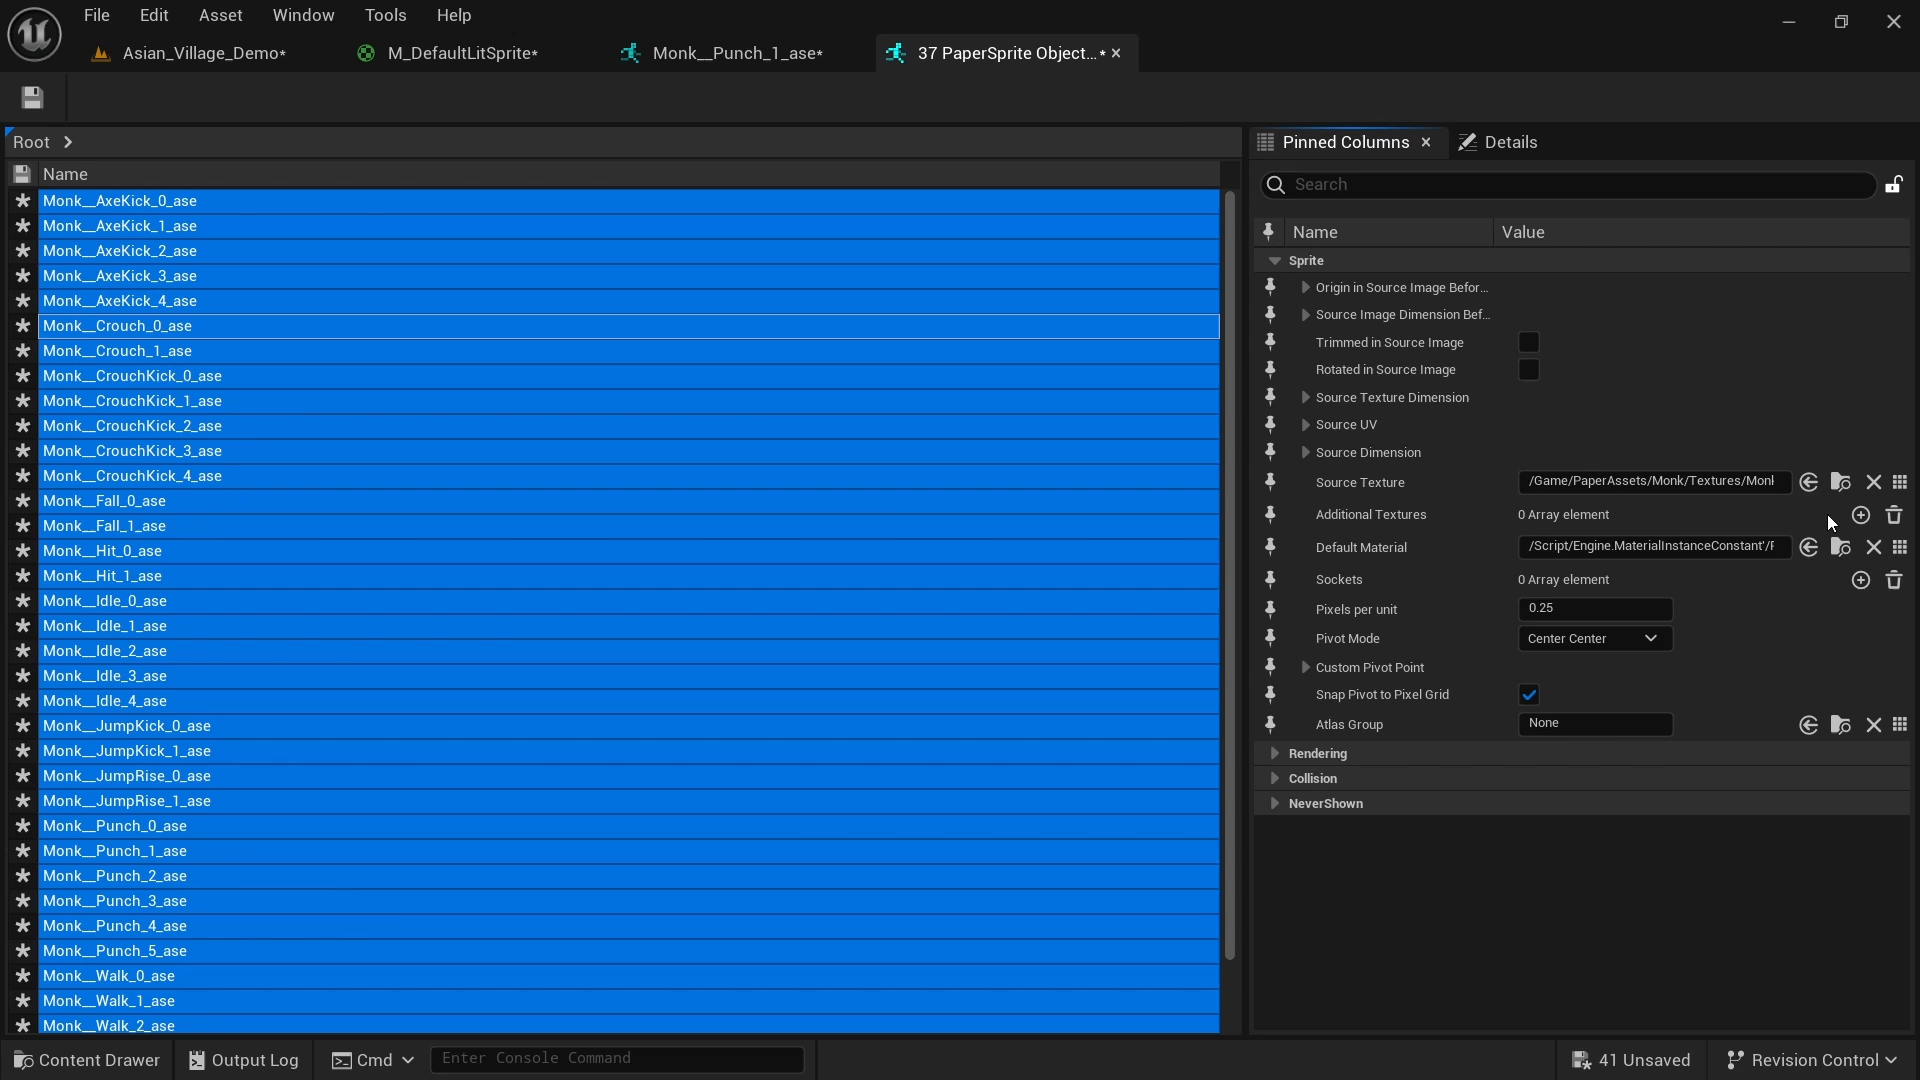 File Edit Asset Window Tools Help
Asian_Village_Demo* M_DefaultLitSprite* Monk__Punch_1_ase* 37 PaperSprite Object...*
Root
Name
Monk__AxeKick_0_ase
Monk__AxeKick_1_ase
Monk__AxeKick_2_ase
Monk__AxeKick_3_ase
Monk__AxeKick_4_ase
Monk__Crouch_0_ase
Monk__Crouch_1_ase
Monk__CrouchKick_0_ase
Monk__CrouchKick_1_ase
Monk__CrouchKick_2_ase
Monk__CrouchKick_3_ase
Monk__CrouchKick_4_ase
Monk__Fall_0_ase
Monk__Fall_1_ase
Monk__Hit_0_ase
Monk__Hit_1_ase
Monk__Idle_0_ase
Monk__Idle_1_ase
Monk__Idle_2_ase
Monk__Idle_3_ase
Monk__Idle_4_ase
Monk__JumpKick_0_ase
Monk__JumpKick_1_ase
Monk__JumpRise_0_ase
Monk__JumpRise_1_ase
Monk__Punch_0_ase
Monk__Punch_1_ase
Monk__Punch_2_ase
Monk__Punch_3_ase
Monk__Punch_4_ase
Monk__Punch_5_ase
Monk__Walk_0_ase
Monk__Walk_1_ase
Monk__Walk_2_ase
Pinned Columns Details
Search
Name Value
Sprite
Origin in Source Image Befor...
Source Image Dimension Bef...
Trimmed in Source Image
Rotated in Source Image
Source Texture Dimension
Source UV
Source Dimension
Source Texture /Game/PaperAssets/Monk/Textures/Monk
Additional Textures 0 Array element
Default Material /Script/Engine.MaterialInstanceConstant'/
Sockets 0 Array element
Pixels per unit 0.25
Pivot Mode Center Center
Custom Pivot Point
Snap Pivot to Pixel Grid
Atlas Group None
Rendering
Collision
NeverShown
Content Drawer Output Log Cmd Enter Console Command 41 Unsaved Revision Control